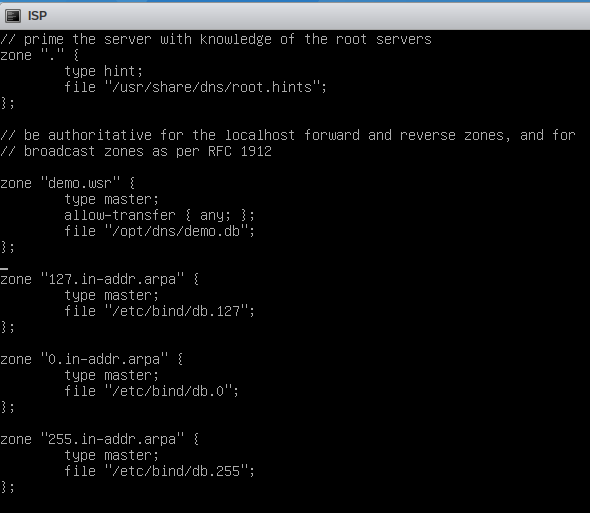 ISP
// prime the server with knowledge of the root servers
zone "." {
        type hint;
        file "/usr/share/dns/root.hints";
};

// be authoritative for the localhost forward and reverse zones, and for
// broadcast zones as per RFC 1912

zone "demo.wsr" {
        type master;
        allow-transfer { any; };
        file "/opt/dns/demo.db";
};

zone "127.in-addr.arpa" {
        type master;
        file "/etc/bind/db.127";
};

zone "0.in-addr.arpa" {
        type master;
        file "/etc/bind/db.0";
};

zone "255.in-addr.arpa" {
        type master;
        file "/etc/bind/db.255";
};